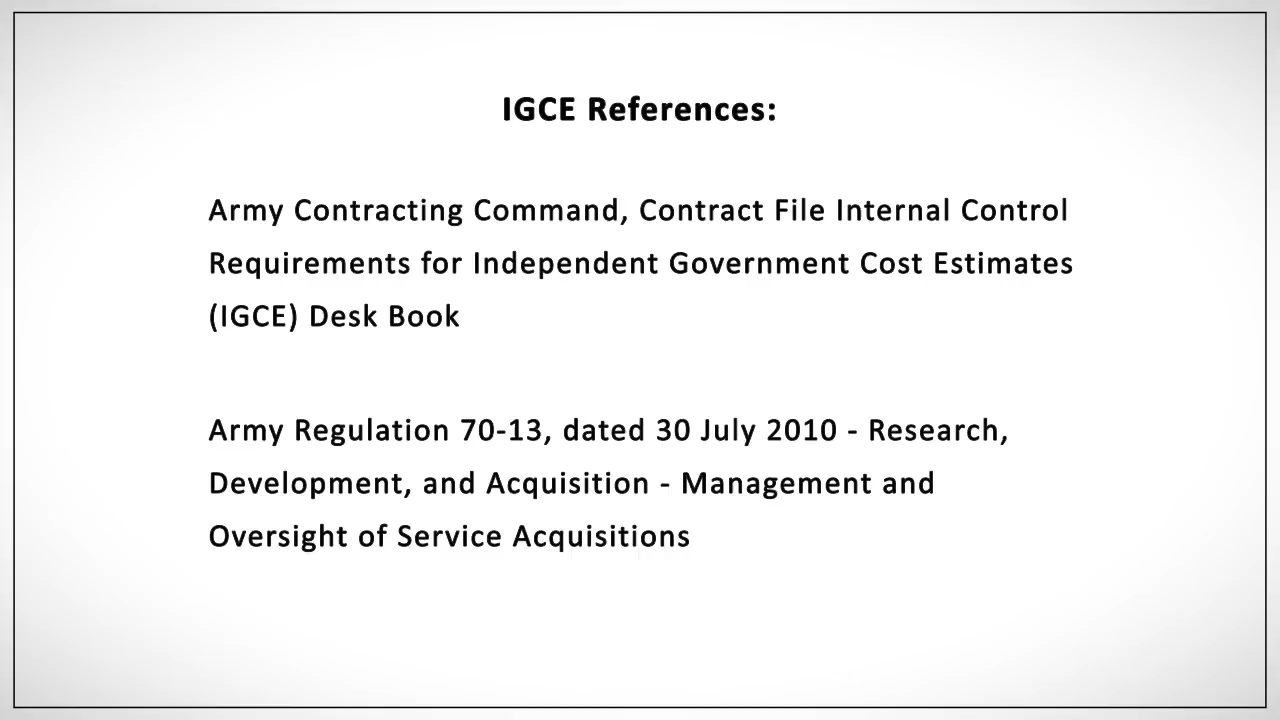 IGCE References:
Army Contracting Command, Contract File Internal Control
Requirements for Independent Government Cost Estimates
(IGCE) Desk Book
Army Regulation 70-13, dated 30 July 2010 - Research,
Development, and Acquisition - Management and
Oversight of Service Acquisitions